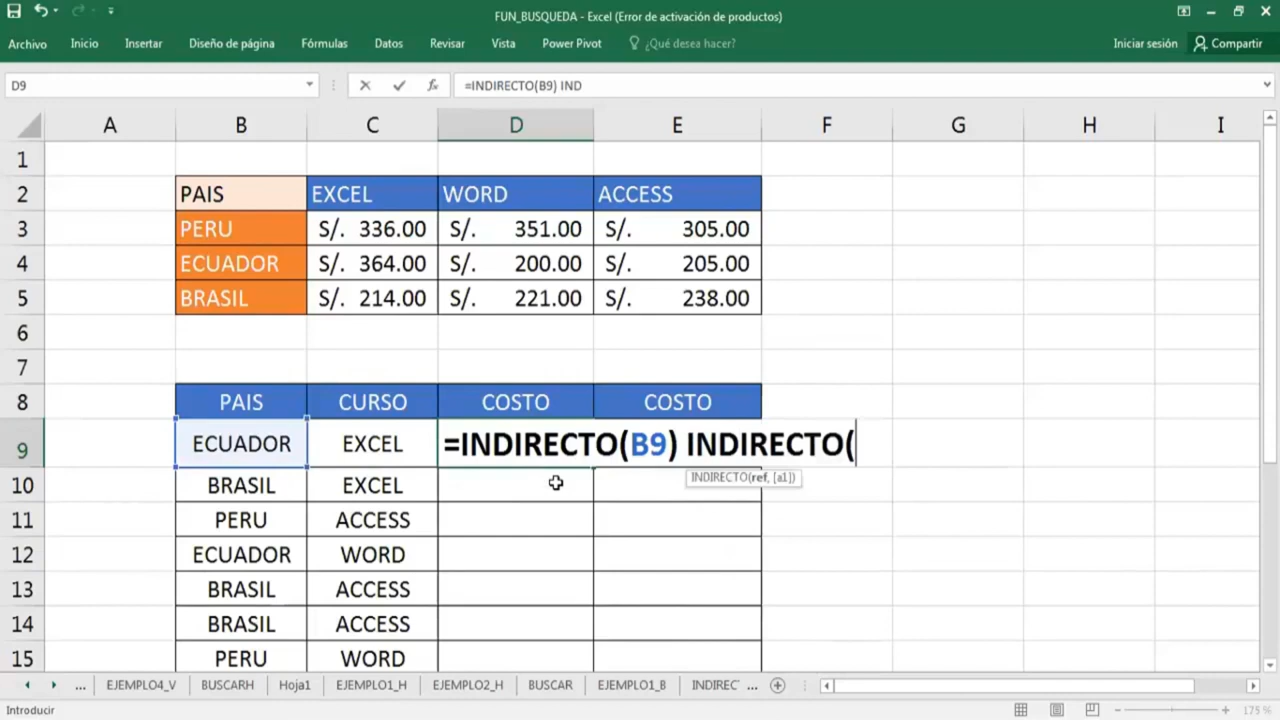 FUN_BUSQUEDA - Excel (Error de activación de productos)
Archivo Inicio Insertar Diseño de página Fórmulas Datos Revisar Vista Power Pivot ¿Qué desea hacer? Iniciar sesión Compartir
D9 fx =INDIRECTO(B9) IND
A B C D E F G H I
1
2 PAIS EXCEL WORD ACCESS
3 PERU S/. 336.00 S/. 351.00 S/. 305.00
4 ECUADOR S/. 364.00 S/. 200.00 S/. 205.00
5 BRASIL S/. 214.00 S/. 221.00 S/. 238.00
6
7
8 PAIS CURSO COSTO COSTO
9 ECUADOR EXCEL =INDIRECTO(B9) INDIRECTO(
INDIRECTO(ref, [a1])
10 BRASIL EXCEL
11 PERU ACCESS
12 ECUADOR WORD
13 BRASIL ACCESS
14 BRASIL ACCESS
15 PERU WORD
... EJEMPLO4_V BUSCARH Hoja1 EJEMPLO1_H EJEMPLO2_H BUSCAR EJEMPLO1_B INDIREC ...
Introducir 175 %